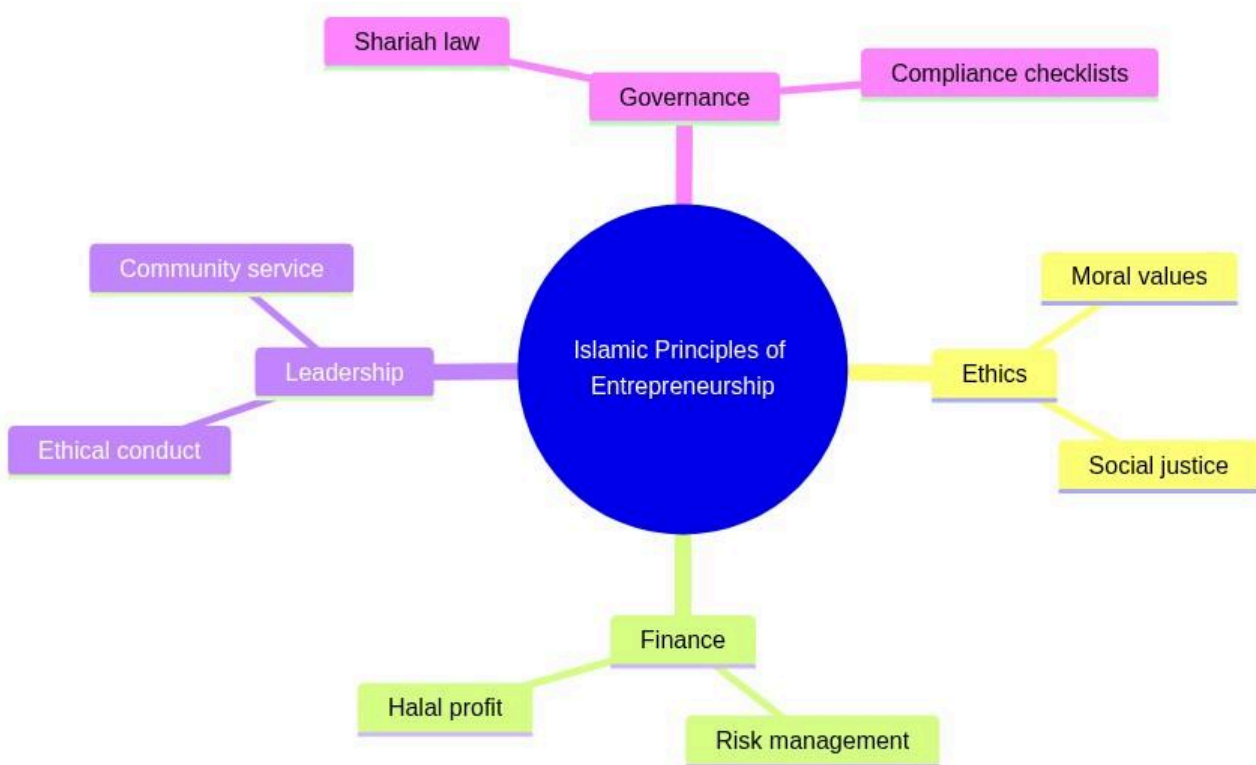 Shariah law
Compliance checklists
Governance
Community service
Moral values
Islamic Principles of
Entrepreneurship
Leadership
Ethics
Ethical conduct
Social justice
Finance
Halal profit
Risk management